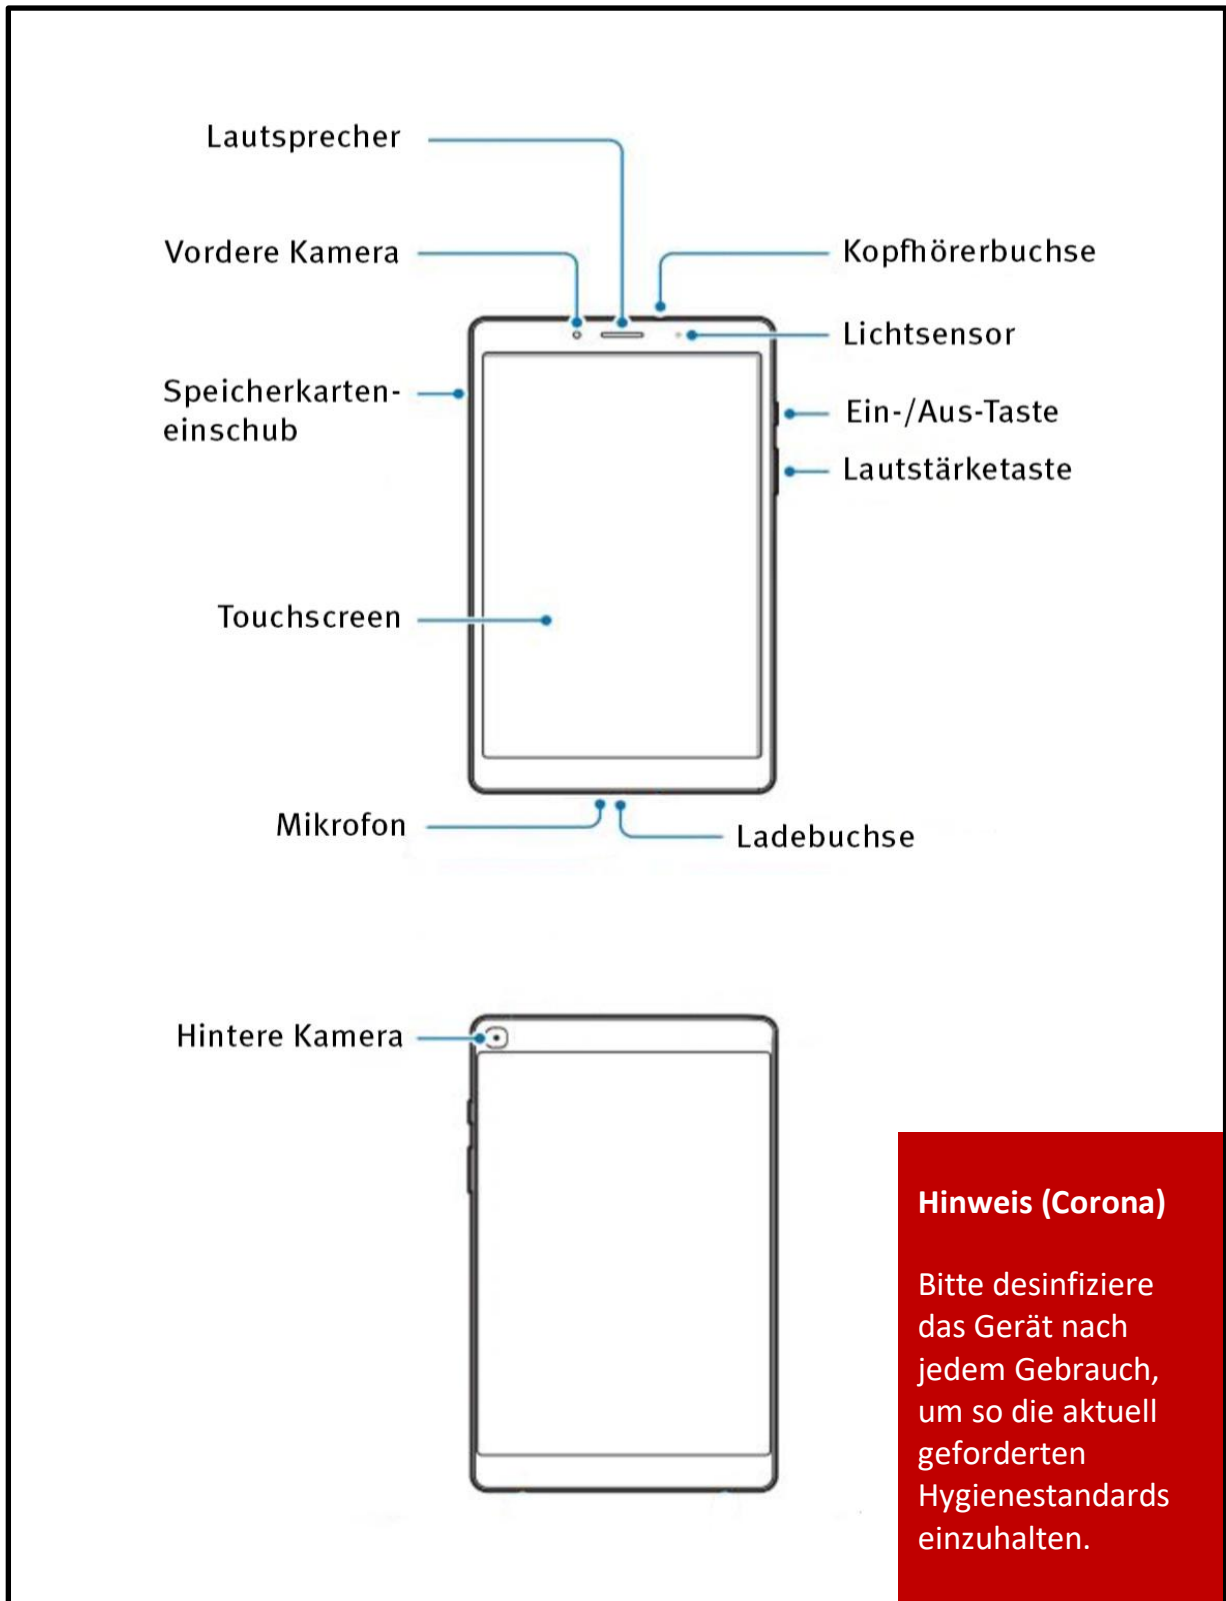 Lautsprecher
Vordere Kamera
Kopfhörerbuchse
Lichtsensor
Speicherkarten-
einschub
Ein-/Aus-Taste
Lautstärketaste
Touchscreen
Mikrofon
Ladebuchse
Hintere Kamera
Hinweis (Corona)
Bitte desinfiziere
das Gerät nach
jedem Gebrauch,
um so die aktuell
geforderten
Hygienestandards
einzuhalten.